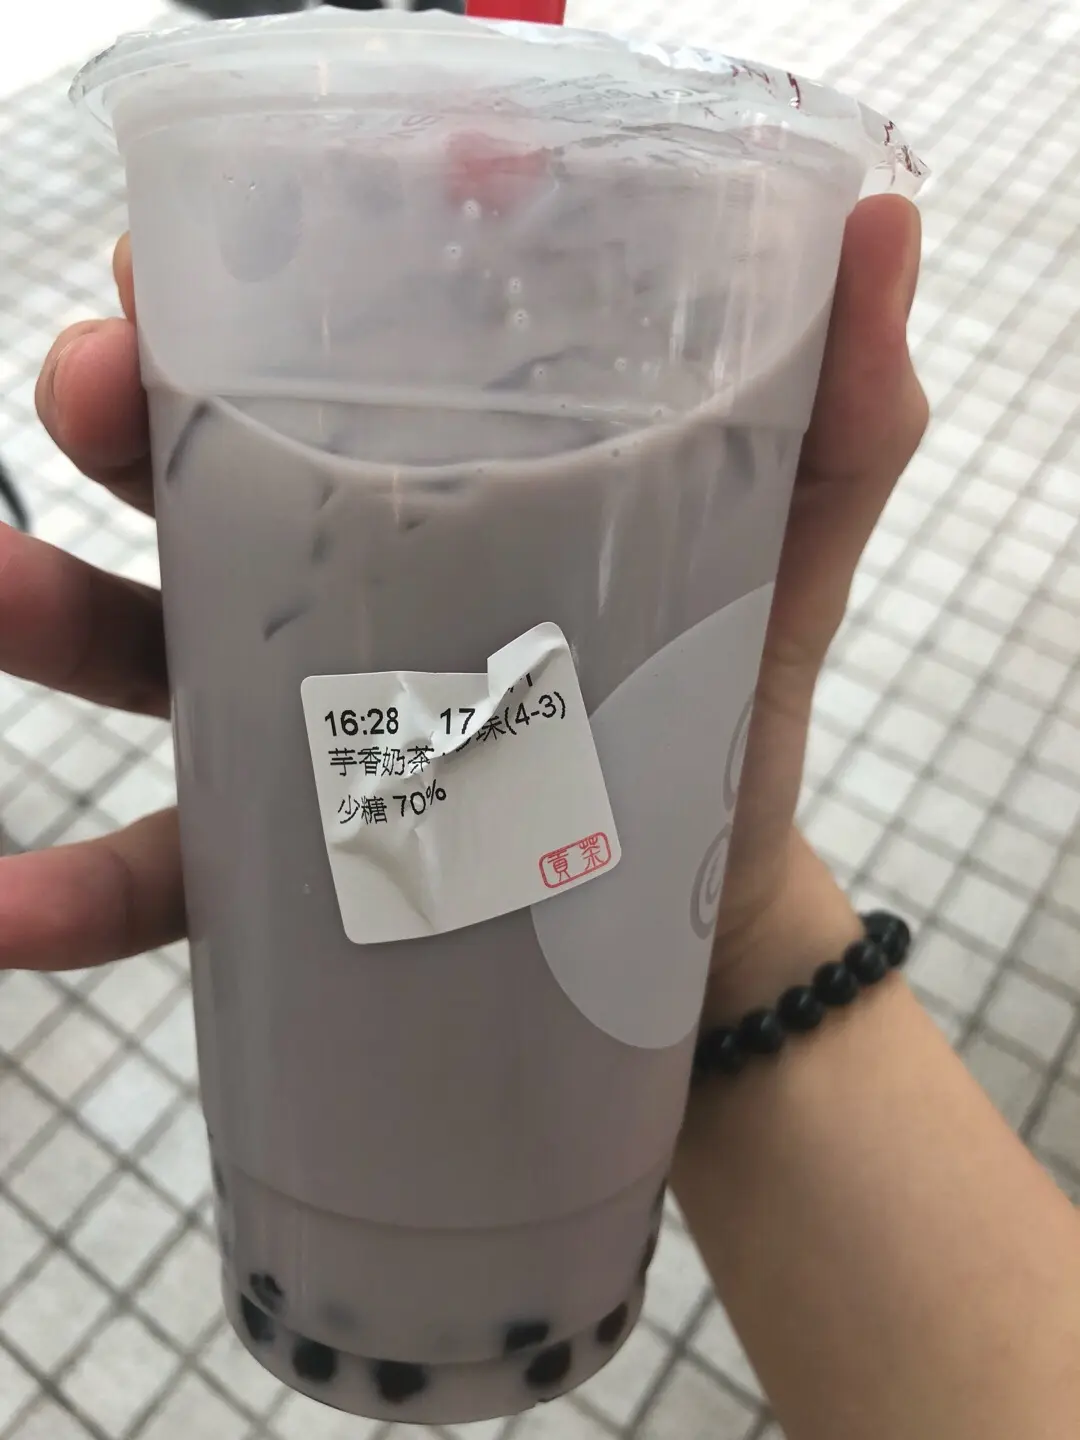 16:28 17
芋香奶茶 珠(4-3)
少糖 70%
貢茶